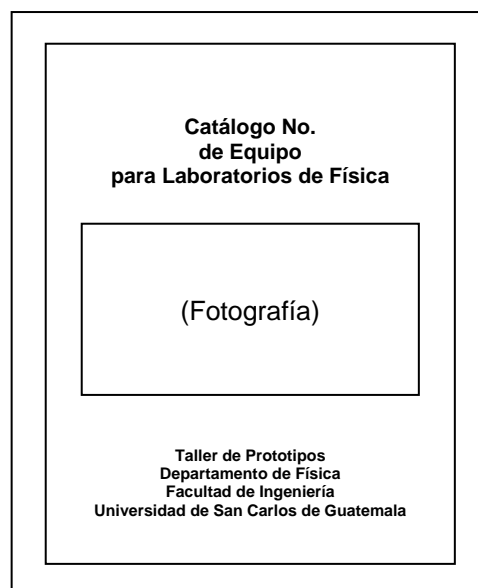 Catálogo No.
de Equipo
para Laboratorios de Física
(Fotografía)
Taller de Prototipos
Departamento de Física
Facultad de Ingeniería
Universidad de San Carlos de Guatemala